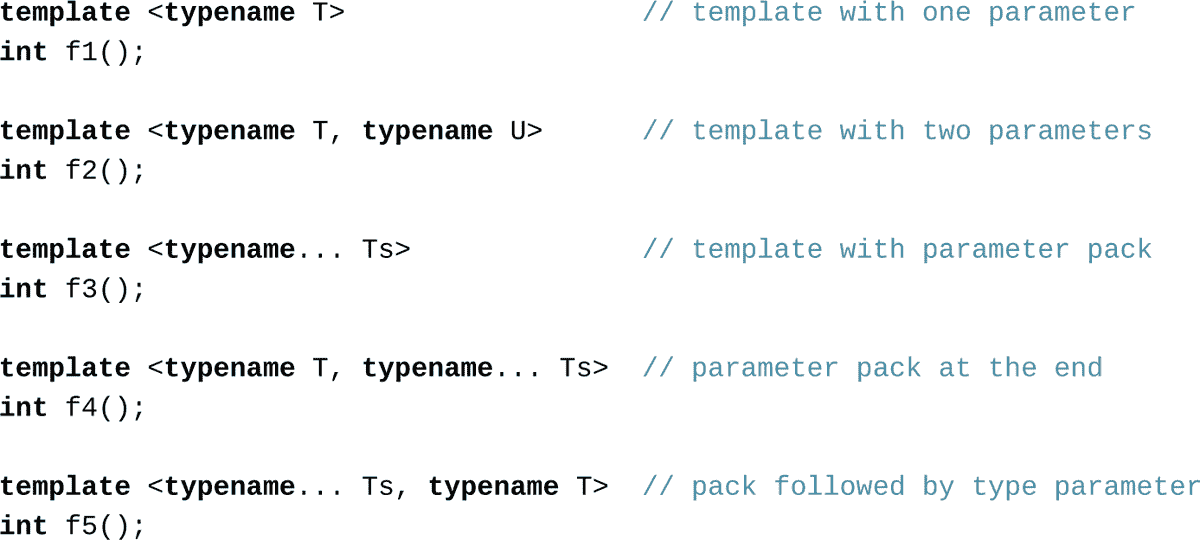 template <typename T>                  // template with one parameter
int f1();
template <typename T, typename U>      // template with two parameters
int f2();
template <typename... Ts>              // template with parameter pack
int f3();
template <typename T, typename... Ts>  // parameter pack at the end
int f4();
template <typename... Ts, typename T>  // pack followed by type parameter
int f5();